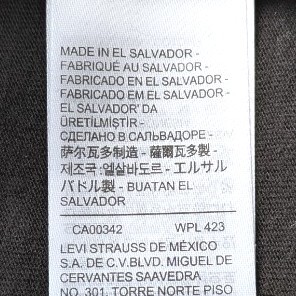 MADE IN EL SALVADOR -
FABRIQUÉ AU SALVADOR -
FABRICADO EN EL SALVADOR -
FABRICADO EM EL SALVADOR -
EL SALVADOR' DA
ÜRETİLMİŞTİR -
СДЕЛАНО В САЛЬВАДОРЕ -
萨尔瓦多制造 - 薩爾瓦多製 -
제조국 :엘살바도르 - エルサル
バドル製 - BUATAN EL
SALVADOR
CA00342 WPL 423
LEVI STRAUSS DE MÉXICO
S.A. DE C.V.BLVD. MIGUEL DE
CERVANTES SAAVEDRA
NO. 301, TORRE NORTE PISO